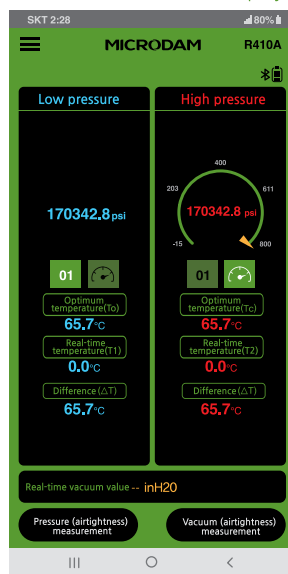 SKT 2:28
80%
MICRODAM
R410A
Low pressure
High pressure
170342.8 psi
400
203
611
170342.8 psi
-15
800
01
01
Optimum
temperature(To)
65.7°C
Optimum
temperature(Tc)
65.7°C
Real-time
temperature(T1)
0.0°C
Real-time
temperature(T2)
0.0°C
Difference(△T)
65.7°C
Difference(△T)
65.7°C
Real-time vacuum value -- inH20
Pressure (airtightness)
measurement
Vacuum (airtightness)
measurement